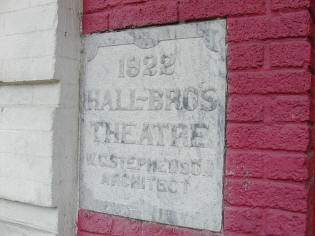 1922
HALL-BROS
THEATRE
W.G. STEPHENSON
ARCHITECT